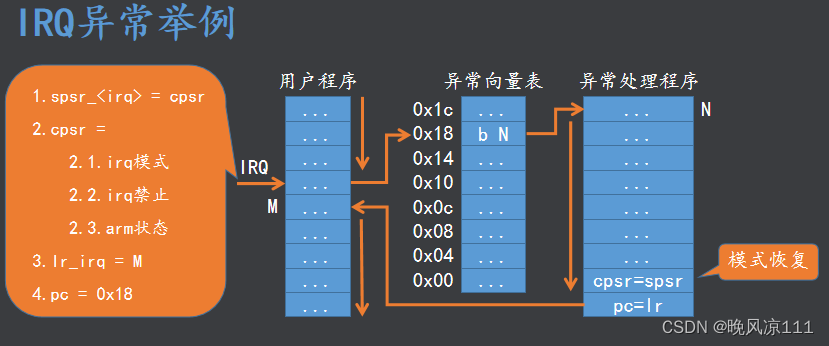 IRQ异常举例
1.spsr_<irq> = cpsr
2.cpsr =
2.1.irq模式
2.2.irq禁止
2.3.arm状态
3.lr_irq = M
4.pc = 0x18
IRQ
M
用户程序
...
...
...
...
...
...
...
...
...
异常向量表
0x1c ...
0x18 b N
0x14 ...
0x10 ...
0x0c ...
0x08 ...
0x04 ...
0x00 ...
异常处理程序
... N
...
...
...
...
...
...
cpsr=spsr
pc=lr
模式恢复
CSDN @晚风凉111